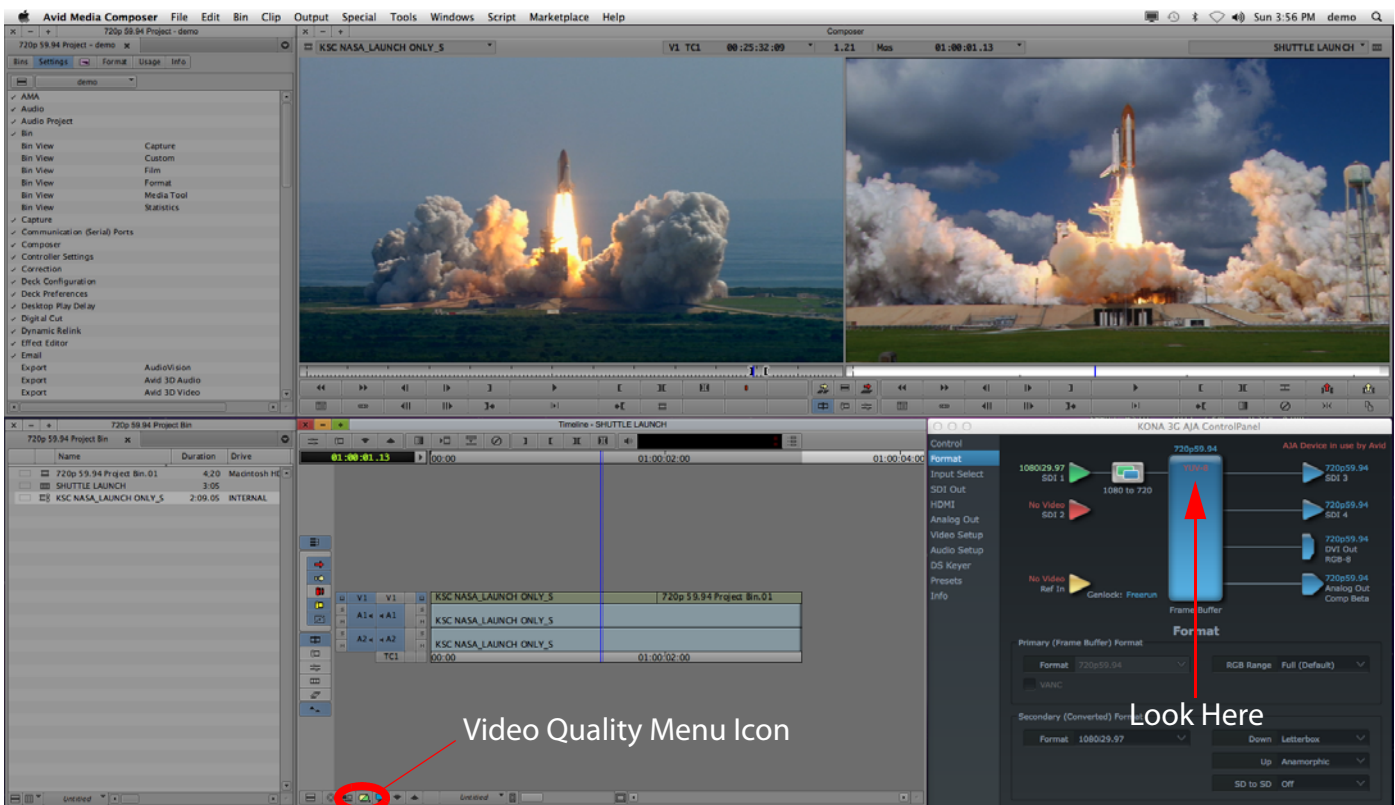 Avid Media Composer File Edit Bin Clip Output Special Tools Windows Script Marketplace Help
Sun 3:56 PM demo
720p 59.94 Project - demo
Composer
720p 59.94 Project - demo x
KSC NASA_LAUNCH ONLY_S
V1 TC1 00:25:32:09
1.21 Mas 01:00:01.13
SHUTTLE LAUNCH
Bins Settings Format Usage Info
demo
AMA
Audio
Audio Project
Bin
Bin View Capture
Bin View Custom
Bin View Film
Bin View Format
Bin View Media Tool
Bin View Statistics
Capture
Communication (Serial) Ports
Composer
Controller Settings
Correction
Deck Configuration
Deck Preferences
Desktop Play Delay
Digital Cut
Dynamic Relink
Effect Editor
Email
Export AudioVision
Export Avid 3D Audio
Export Avid 3D Video
720p 59.94 Project Bin
720p 59.94 Project Bin x
Name Duration Drive
720p 59.94 Project Bin.01 4,20 Macintosh HD
SHUTTLE LAUNCH 3:05
KSC NASA_LAUNCH ONLY_S 2:09.05 INTERNAL
Untitled
Timeline - SHUTTLE LAUNCH
01:00:01.13
00:00 01:00:02:00 01:00:04:00
V1 V1 KSC NASA_LAUNCH ONLY_S 720p 59.94 Project Bin.01
A1 A1 KSC NASA_LAUNCH ONLY_S
A2 A2 KSC NASA_LAUNCH ONLY_S
TC1 00:00 01:00:02:00
Video Quality Menu Icon
Untitled
KONA 3G AJA ControlPanel
Control
Format
Input Select
SDI Out
HDMI
Analog Out
Video Setup
Audio Setup
DS Keyer
Presets
Info
AJA Device in use by Avid
720p59.94
YUV-8
1080i29.97
SDI 1
1080 to 720
No Video
SDI 2
No Video
Ref In
Genlock: Freerun
Frame Buffer
720p59.94
SDI 3
720p59.94
SDI 4
720p59.94
DVI Out
RGB-8
720p59.94
Analog Out
Comp Beta
Format
Primary (Frame Buffer) Format
Format 720p59.94
RGB Range Full (Default)
VANC
Look Here
Secondary (Converted) Format
Format 1080i29.97
Down Letterbox
Up Anamorphic
SD to SD Off